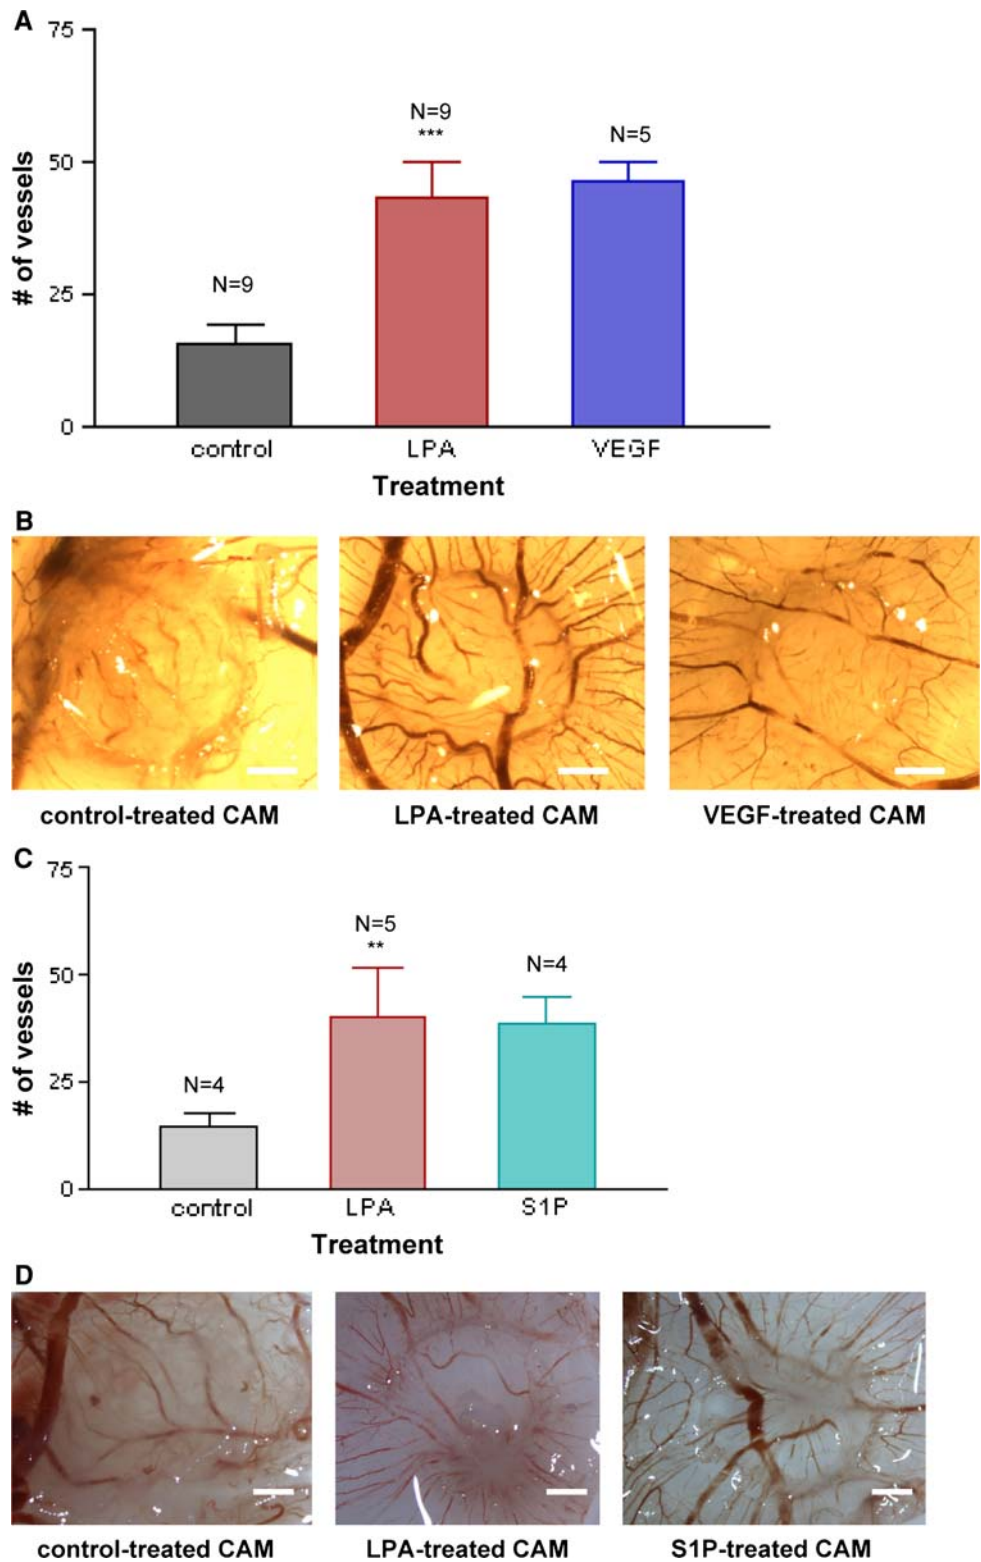 A
75
N=9
***
N=5
50
# of vessels
N=9
25
0
control LPA VEGF
Treatment
B
control-treated CAM LPA-treated CAM VEGF-treated CAM
C
75
N=5
**
N=4
50
# of vessels
N=4
25
0
control LPA S1P
Treatment
D
control-treated CAM LPA-treated CAM S1P-treated CAM